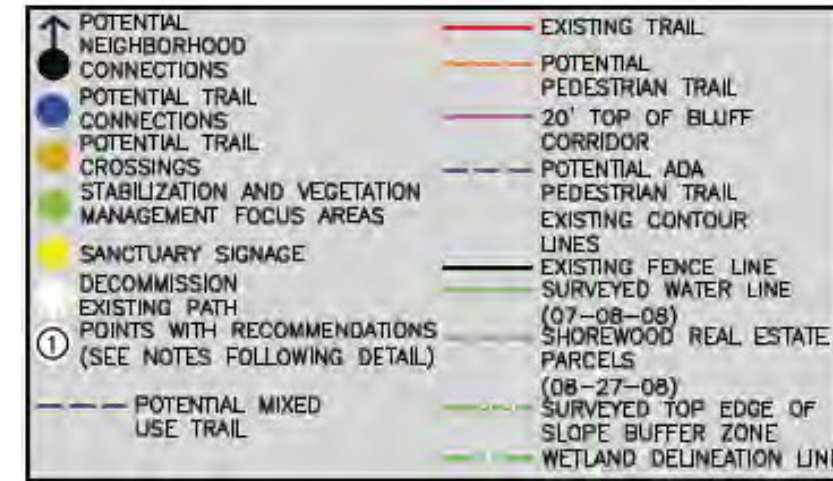 POTENTIAL
NEIGHBORHOOD
CONNECTIONS
POTENTIAL TRAIL
CONNECTIONS
POTENTIAL TRAIL
CROSSINGS
STABILIZATION AND VEGETATION
MANAGEMENT FOCUS AREAS
SANCTUARY SIGNAGE
DECOMMISSION
EXISTING PATH
1 POINTS WITH RECOMMENDATIONS
(SEE NOTES FOLLOWING DETAIL)
POTENTIAL MIXED
USE TRAIL
EXISTING TRAIL
POTENTIAL
PEDESTRIAN TRAIL
20' TOP OF BLUFF
CORRIDOR
POTENTIAL ADA
PEDESTRIAN TRAIL
EXISTING CONTOUR
LINES
EXISTING FENCE LINE
SURVEYED WATER LINE
(07-08-08)
SHOREWOOD REAL ESTATE
PARCELS
(08-27-08)
SURVEYED TOP EDGE OF
SLOPE BUFFER ZONE
WETLAND DELINEATION LIN